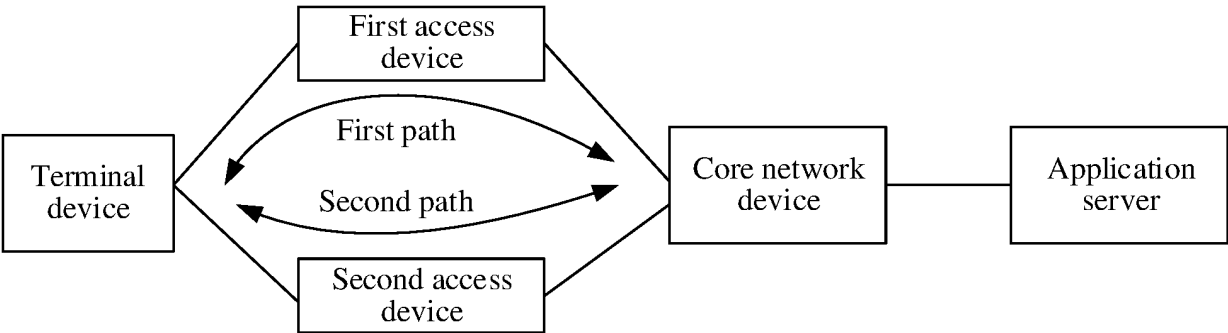 First access
device
First path
Terminal
device
Core network
device
Application
server
Second path
Second access
device